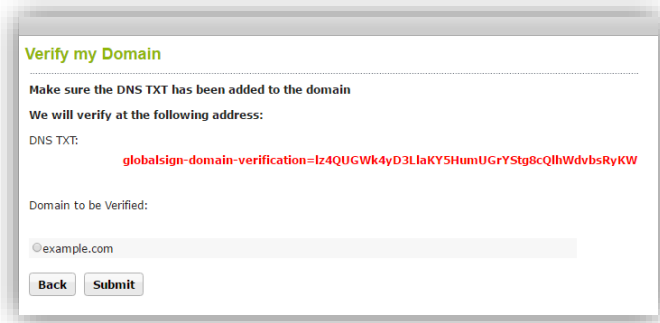 Verify my Domain
Make sure the DNS TXT has been added to the domain
We will verify at the following address:
DNS TXT:
globalsign-domain-verification=lz4QUGWk4yD3LlaKY5HumUGrYStg8cQlhWdvbsRyKW
Domain to be Verified:
example.com
Back Submit